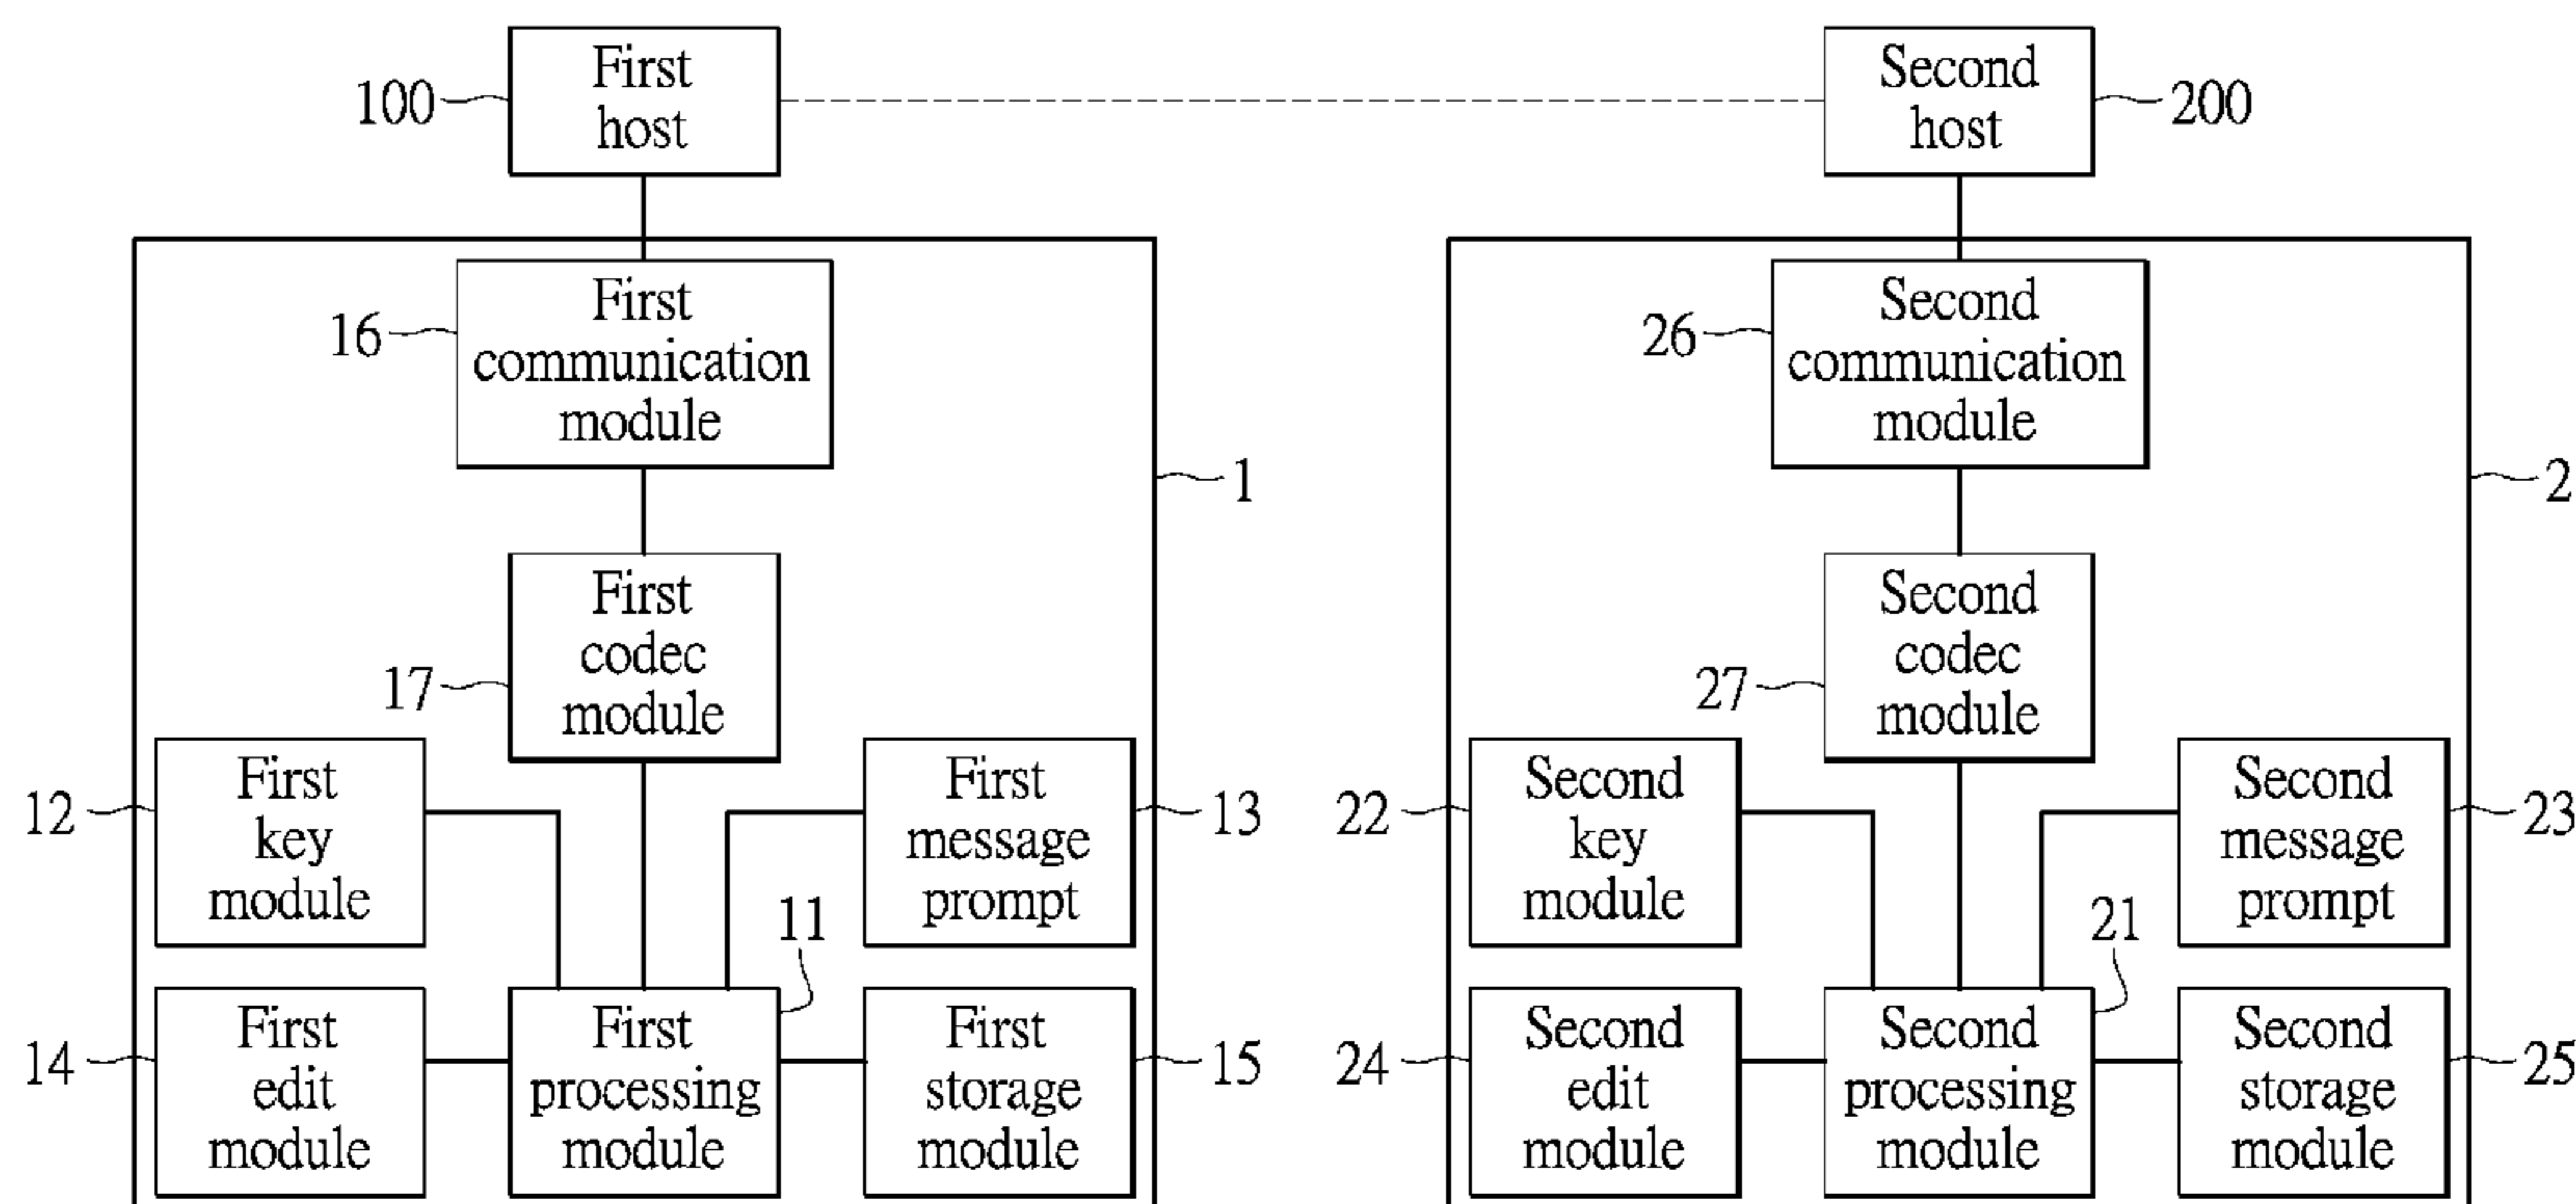 First
host
100
Second
host
200
First
communication
module
16
1
Second
communication
module
26
2
First
codec
module
17
Second
codec
module
27
First
key
module
12
First
message
prompt
13
11
Second
key
module
22
Second
message
prompt
23
21
First
edit
module
14
First
processing
module
First
storage
module
15
Second
edit
module
24
Second
processing
module
Second
storage
module
25